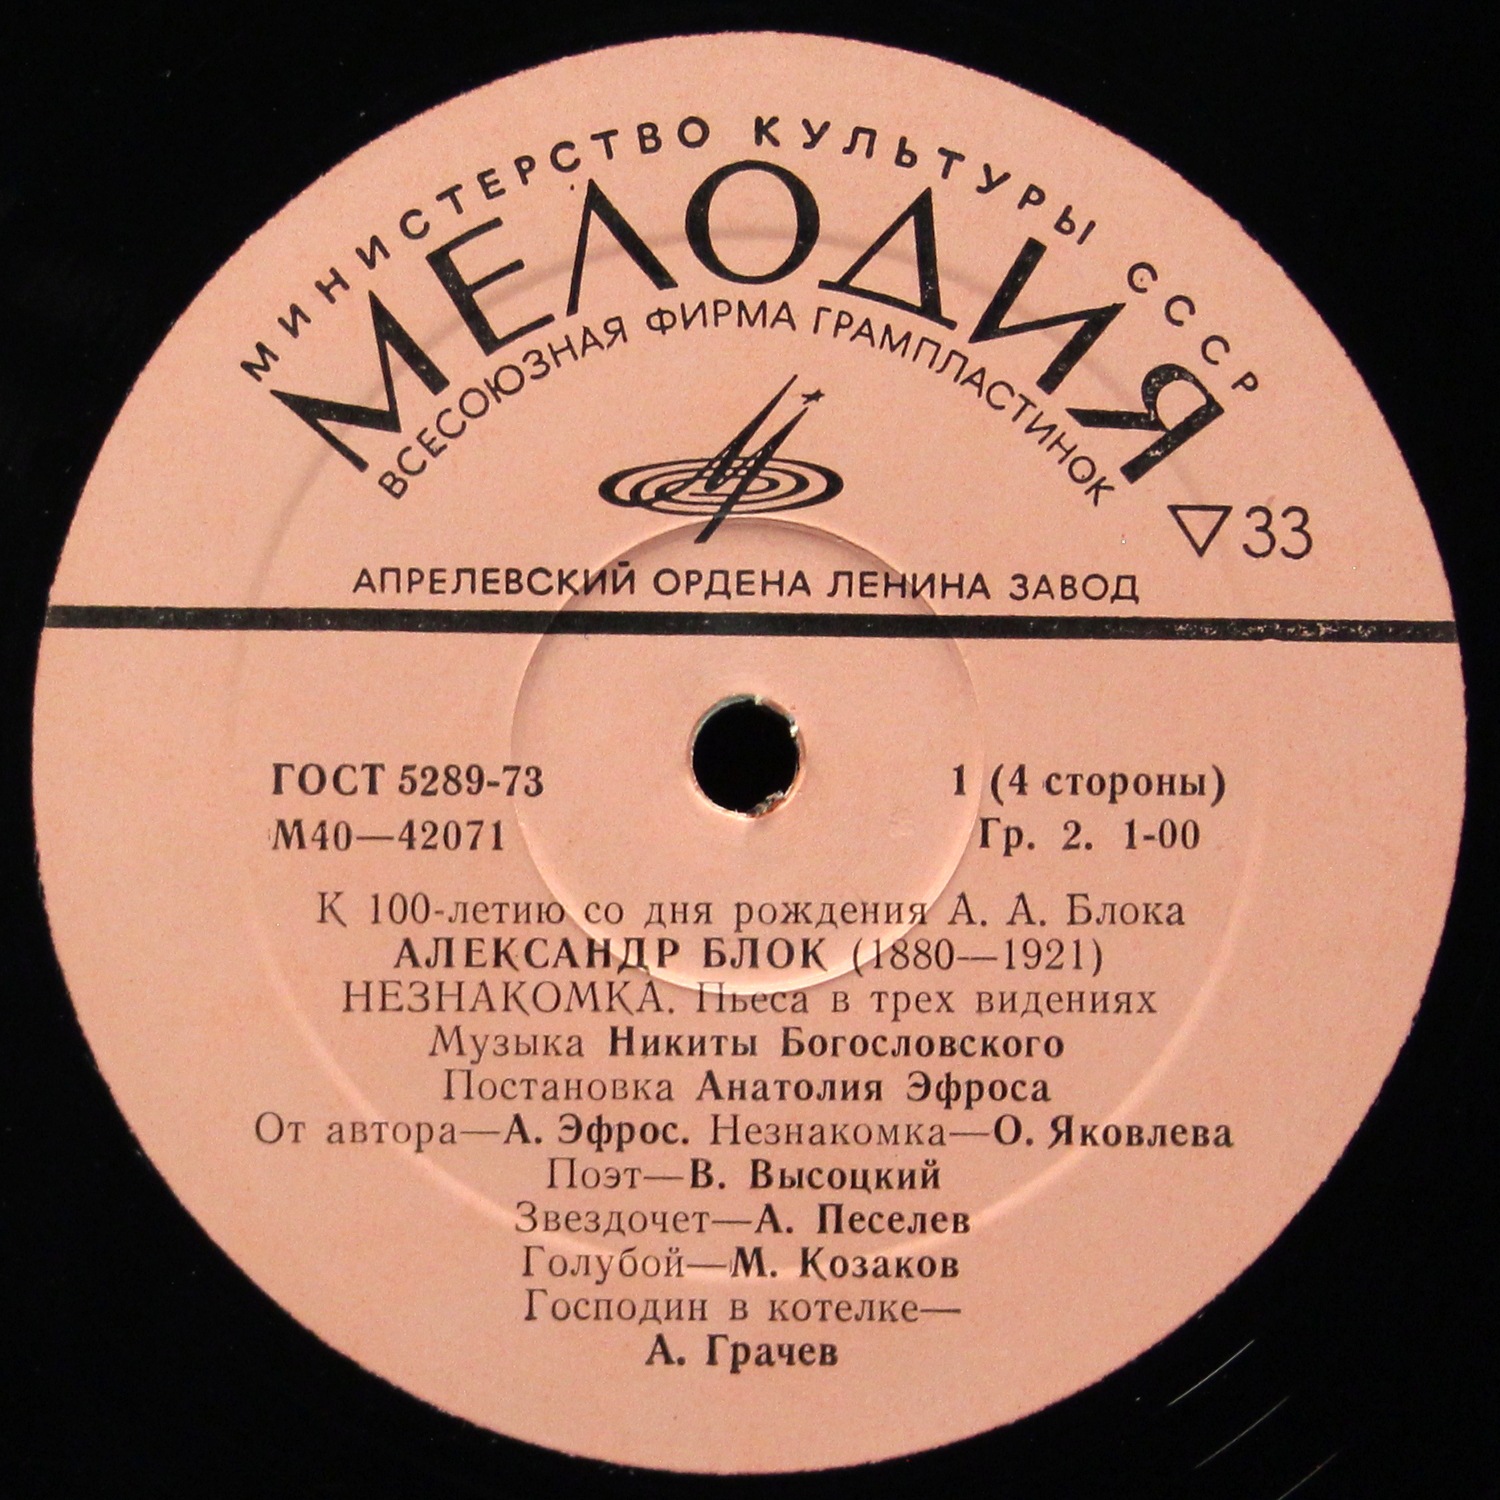 МИНИСТЕРСТВО КУЛЬТУРЫ СССР
МЕЛОДИЯ
ВСЕСОЮЗНАЯ ФИРМА ГРАМПЛАСТИНОК
33
АПРЕЛЕВСКИЙ ОРДЕНА ЛЕНИНА ЗАВОД
ГОСТ 5289-73
1 (4 стороны)
М40—42071
Гр. 2. 1-00
К 100-летию со дня рождения А. А. Блока
АЛЕКСАНДР БЛОК (1880—1921)
НЕЗНАКОМКА. Пьеса в трех видениях
Музыка Никиты Богословского
Постановка Анатолия Эфроса
От автора—А. Эфрос. Незнакомка—О. Яковлева
Поэт—В. Высоцкий
Звездочет—А. Песелев
Голубой—М. Козаков
Господин в котелке—
А. Грачев